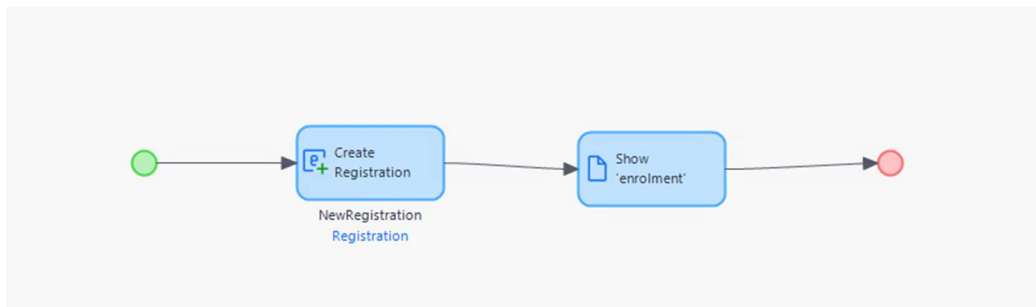 Create
Registration
NewRegistration
Registration
Show
'enrolment'